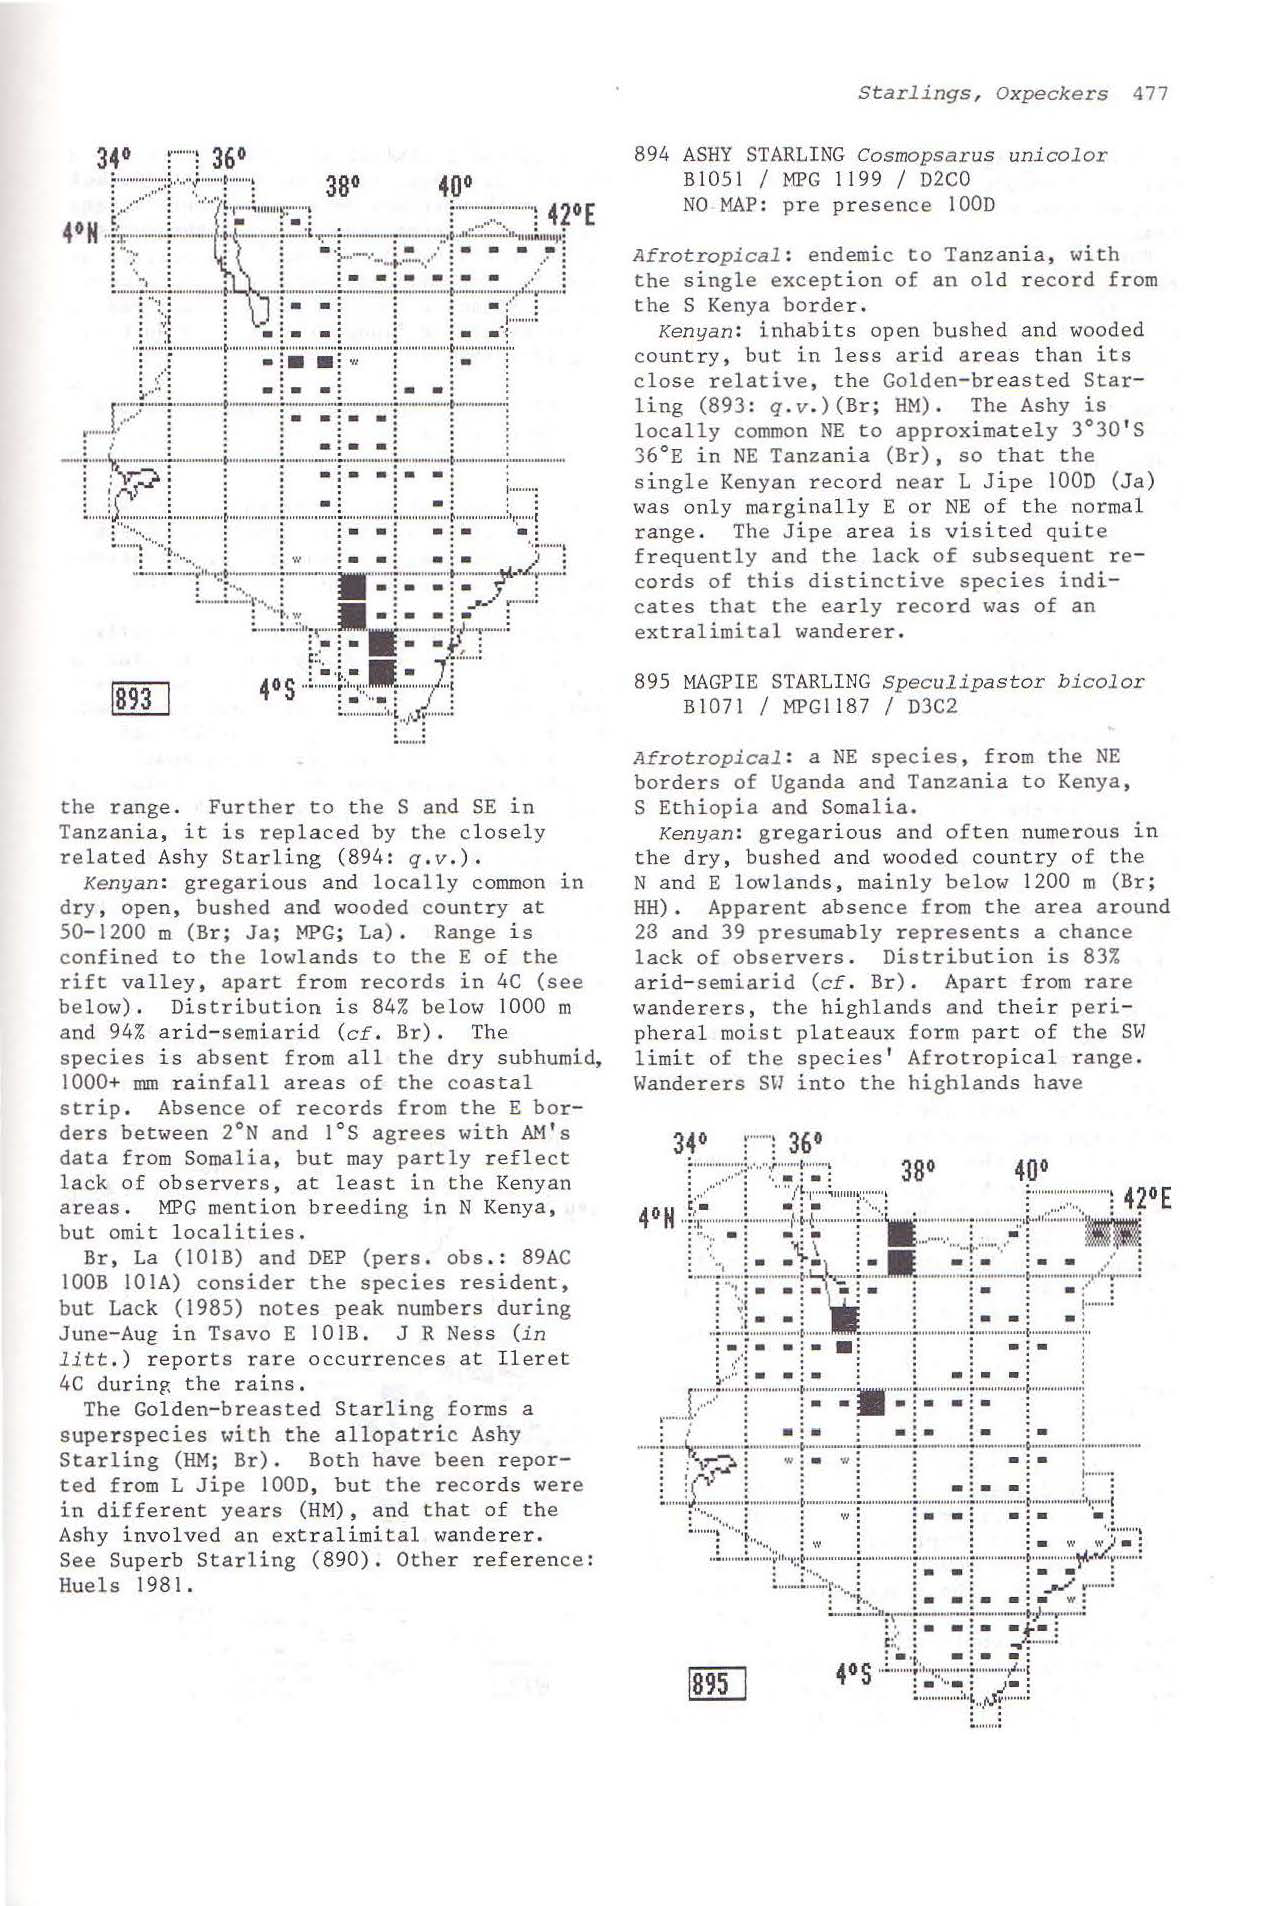 Starlings, Oxpeckers 477
34° 36°
38° 40°
42°E
4°N
w
w
w
893
4°S
the range. Further to the S and SE in
Tanzania, it is replaced by the closely
related Ashy Starling (894: q.v.).
Kenyan: gregarious and locally common in
dry, open, bushed and wooded country at
50-1200 m (Br; Ja; MPG; La). Range is
confined to the lowlands to the E of the
rift valley, apart from records in 4C (see
below). Distribution is 84% below 1000 m
and 94% arid-semiarid (cf. Br). The
species is absent from all the dry subhumid,
1000+ mm rainfall areas of the coastal
strip. Absence of records from the E bor-
ders between 2°N and 1°S agrees with AM's
data from Somalia, but may partly reflect
lack of observers, at least in the Kenyan
areas. MPG mention breeding in N Kenya,
but omit localities.
Br, La (101B) and DEP (pers. obs.: 89AC
100B 101A) consider the species resident,
but Lack (1985) notes peak numbers during
June-Aug in Tsavo E 101B. J R Ness (in
litt.) reports rare occurrences at Ileret
4C during the rains.
The Golden-breasted Starling forms a
superspecies with the allopatric Ashy
Starling (HM; Br). Both have been repor-
ted from L Jipe 100D, but the records were
in different years (HM), and that of the
Ashy involved an extralimital wanderer.
See Superb Starling (890). Other reference:
Huels 1981.
894 ASHY STARLING Cosmopsarus unicolor
B1051 / MPG 1199 / D2C0
NO MAP: pre presence 100D
Afrotropical: endemic to Tanzania, with
the single exception of an old record from
the S Kenya border.
Kenyan: inhabits open bushed and wooded
country, but in less arid areas than its
close relative, the Golden-breasted Star-
ling (893: q.v.)(Br; HM). The Ashy is
locally common NE to approximately 3°30'S
36°E in NE Tanzania (Br), so that the
single Kenyan record near L Jipe 100D (Ja)
was only marginally E or NE of the normal
range. The Jipe area is visited quite
frequently and the lack of subsequent re-
cords of this distinctive species indi-
cates that the early record was of an
extralimital wanderer.
895 MAGPIE STARLING Speculipastor bicolor
B1071 / MPG1187 / D3C2
Afrotropical: a NE species, from the NE
borders of Uganda and Tanzania to Kenya,
S Ethiopia and Somalia.
Kenyan: gregarious and often numerous in
the dry, bushed and wooded country of the
N and E lowlands, mainly below 1200 m (Br;
HH). Apparent absence from the area around
28 and 39 presumably represents a chance
lack of observers. Distribution is 83%
arid-semiarid (cf. Br). Apart from rare
wanderers, the highlands and their peri-
pheral moist plateaux form part of the SW
limit of the species' Afrotropical range.
Wanderers SW into the highlands have
34° 36°
38° 40°
42°E
4°N
w w
w
w w w
w
895
4°S